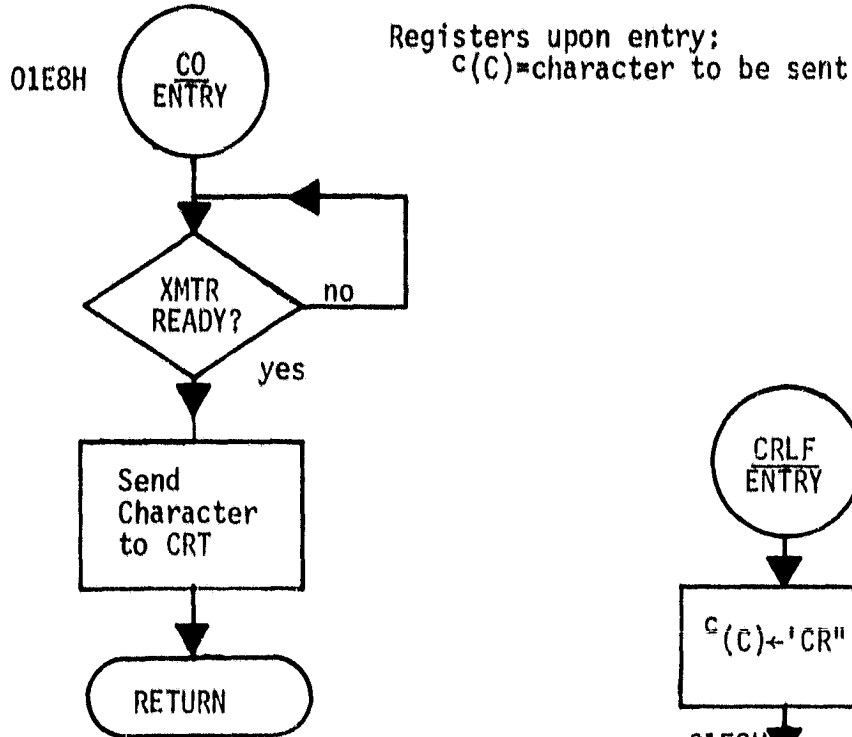 Registers upon entry:
c(C)=character to be sent
01E8H
CO
ENTRY
XMTR
READY?
no
yes
Send
Character
to CRT
RETURN
CRLF
ENTRY
c(C)←'CR"